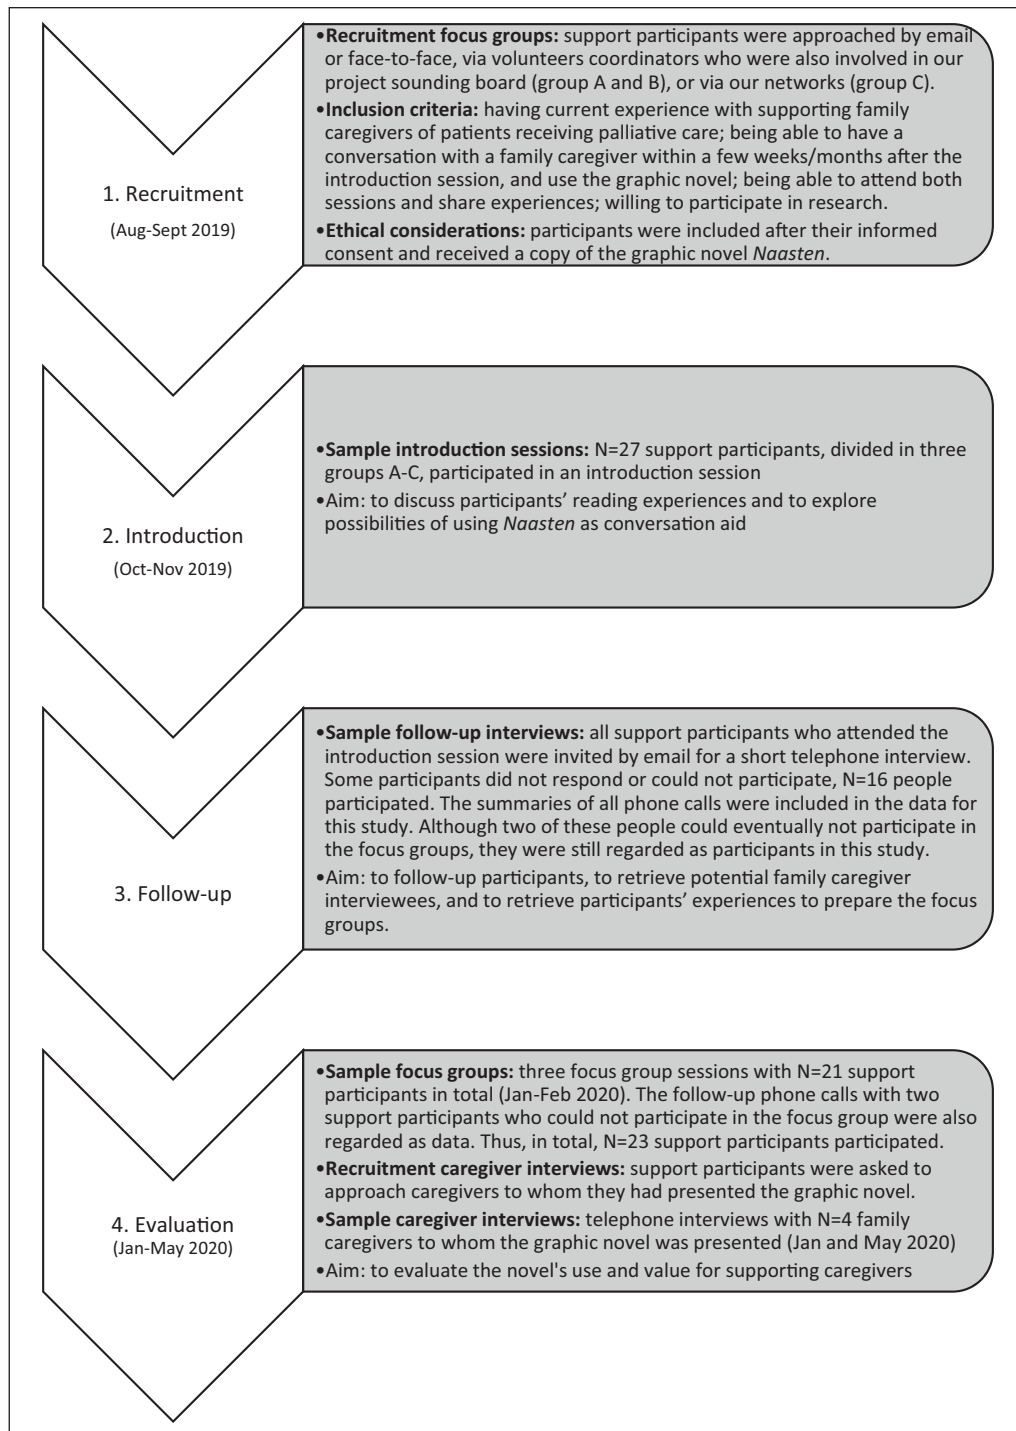 1. Recruitment
(Aug-Sept 2019)
•Recruitment focus groups: support participants were approached by email
or face-to-face, via volunteers coordinators who were also involved in our
project sounding board (group A and B), or via our networks (group C).
•Inclusion criteria: having current experience with supporting family
caregivers of patients receiving palliative care; being able to have a
conversation with a family caregiver within a few weeks/months after the
introduction session, and use the graphic novel; being able to attend both
sessions and share experiences; willing to participate in research.
•Ethical considerations: participants were included after their informed
consent and received a copy of the graphic novel Naasten.
2. Introduction
(Oct-Nov 2019)
•Sample introduction sessions: N=27 support participants, divided in three
groups A-C, participated in an introduction session
•Aim: to discuss participants’ reading experiences and to explore
possibilities of using Naasten as conversation aid
3. Follow-up
•Sample follow-up interviews: all support participants who attended the
introduction session were invited by email for a short telephone interview.
Some participants did not respond or could not participate, N=16 people
participated. The summaries of all phone calls were included in the data for
this study. Although two of these people could eventually not participate in
the focus groups, they were still regarded as participants in this study.
•Aim: to follow-up participants, to retrieve potential family caregiver
interviewees, and to retrieve participants’ experiences to prepare the focus
groups.
4. Evaluation
(Jan-May 2020)
•Sample focus groups: three focus group sessions with N=21 support
participants in total (Jan-Feb 2020). The follow-up phone calls with two
support participants who could not participate in the focus group were also
regarded as data. Thus, in total, N=23 support participants participated.
•Recruitment caregiver interviews: support participants were asked to
approach caregivers to whom they had presented the graphic novel.
•Sample caregiver interviews: telephone interviews with N=4 family
caregivers to whom the graphic novel was presented (Jan and May 2020)
•Aim: to evaluate the novel's use and value for supporting caregivers